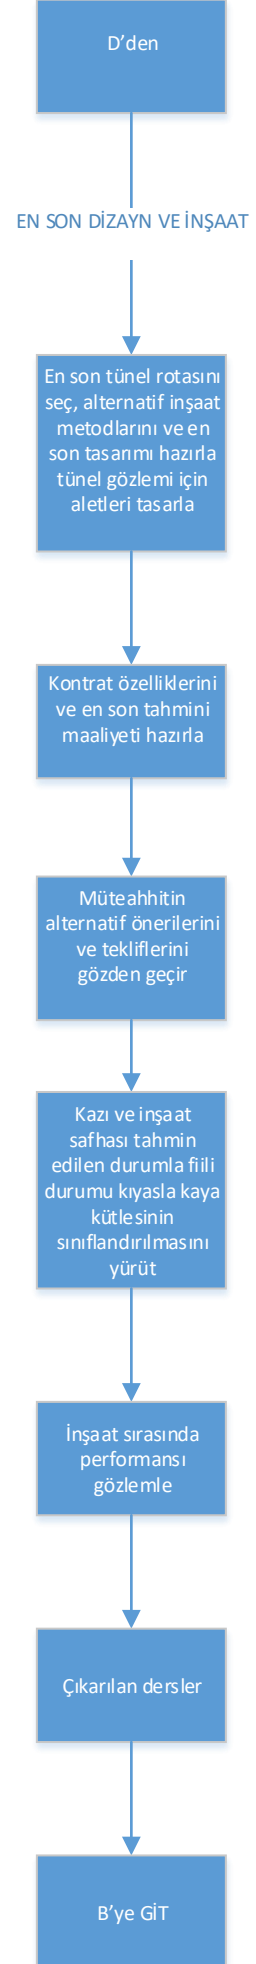 D’den
EN SON DİZAYN VE İNŞAAT
En son tünel rotasını
seç, alternatif inşaat
metodlarını ve en
son tasarımı hazırla
tünel gözlemi için
aletleri tasarla
Kontrat özelliklerini
ve en son tahmini
maaliyeti hazırla
Müteahhitin
alternatif önerilerini
ve tekliflerini
gözden geçir
Kazı ve inşaat
safhası tahmin
edilen durumla fiili
durumu kıyasla kaya
kütlesinin
sınıflandırılmasını
yürüt
İnşaat sırasında
performansı
gözlemle
Çıkarılan dersler
B’ye GİT